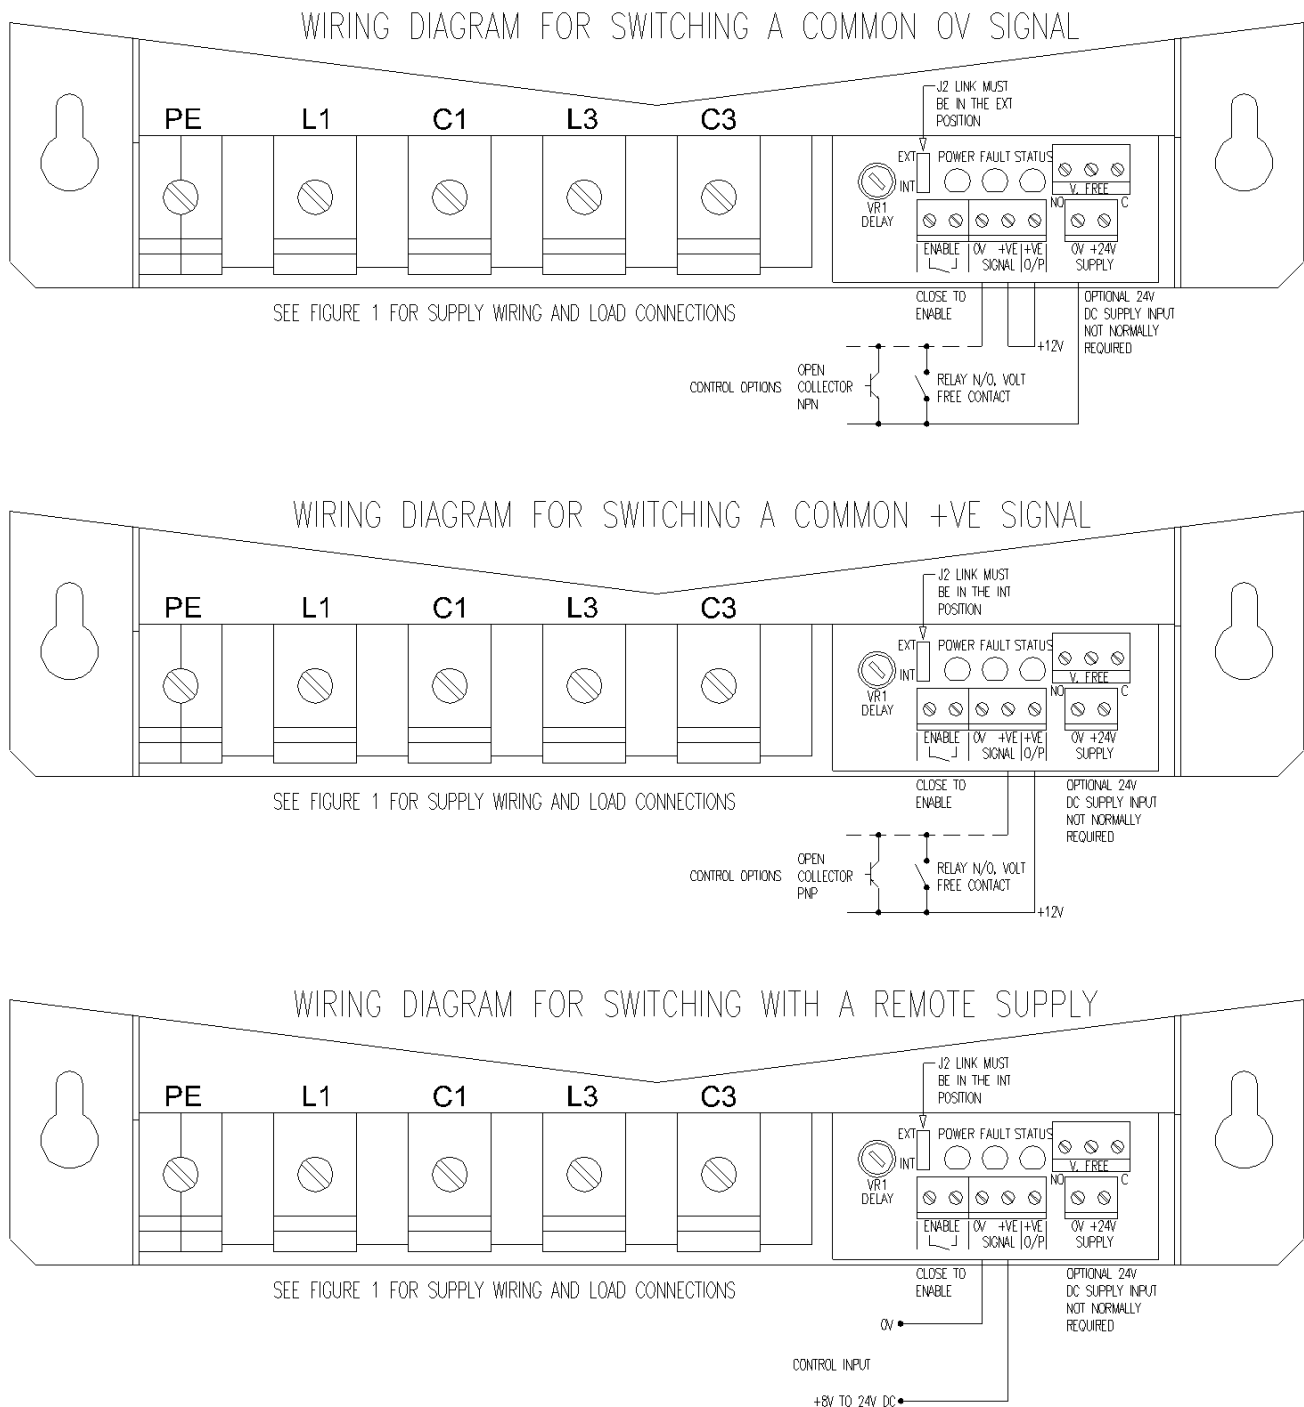 WIRING DIAGRAM FOR SWITCHING A COMMON 0V SIGNAL
J2 LINK MUST
BE IN THE EXT
POSITION
PE L1 C1 L3 C3
EXT POWER FAULT STATUS
INT
V. FREE
NO C
VR1
DELAY
ENABLE 0V +VE +VE 0V +24V
SIGNAL O/P SUPPLY
SEE FIGURE 1 FOR SUPPLY WIRING AND LOAD CONNECTIONS
CLOSE TO
ENABLE
OPTIONAL 24V
DC SUPPLY INPUT
NOT NORMALLY
REQUIRED
+12V
CONTROL OPTIONS
OPEN
COLLECTOR
NPN
RELAY N/O, VOLT
FREE CONTACT
WIRING DIAGRAM FOR SWITCHING A COMMON +VE SIGNAL
J2 LINK MUST
BE IN THE INT
POSITION
PE L1 C1 L3 C3
EXT POWER FAULT STATUS
INT
V. FREE
NO C
VR1
DELAY
ENABLE 0V +VE +VE 0V +24V
SIGNAL O/P SUPPLY
SEE FIGURE 1 FOR SUPPLY WIRING AND LOAD CONNECTIONS
CLOSE TO
ENABLE
OPTIONAL 24V
DC SUPPLY INPUT
NOT NORMALLY
REQUIRED
CONTROL OPTIONS
OPEN
COLLECTOR
PNP
RELAY N/O, VOLT
FREE CONTACT
+12V
WIRING DIAGRAM FOR SWITCHING WITH A REMOTE SUPPLY
J2 LINK MUST
BE IN THE INT
POSITION
PE L1 C1 L3 C3
EXT POWER FAULT STATUS
INT
V. FREE
NO C
VR1
DELAY
ENABLE 0V +VE +VE 0V +24V
SIGNAL O/P SUPPLY
SEE FIGURE 1 FOR SUPPLY WIRING AND LOAD CONNECTIONS
CLOSE TO
ENABLE
OPTIONAL 24V
DC SUPPLY INPUT
NOT NORMALLY
REQUIRED
0V
CONTROL INPUT
+8V TO 24V DC